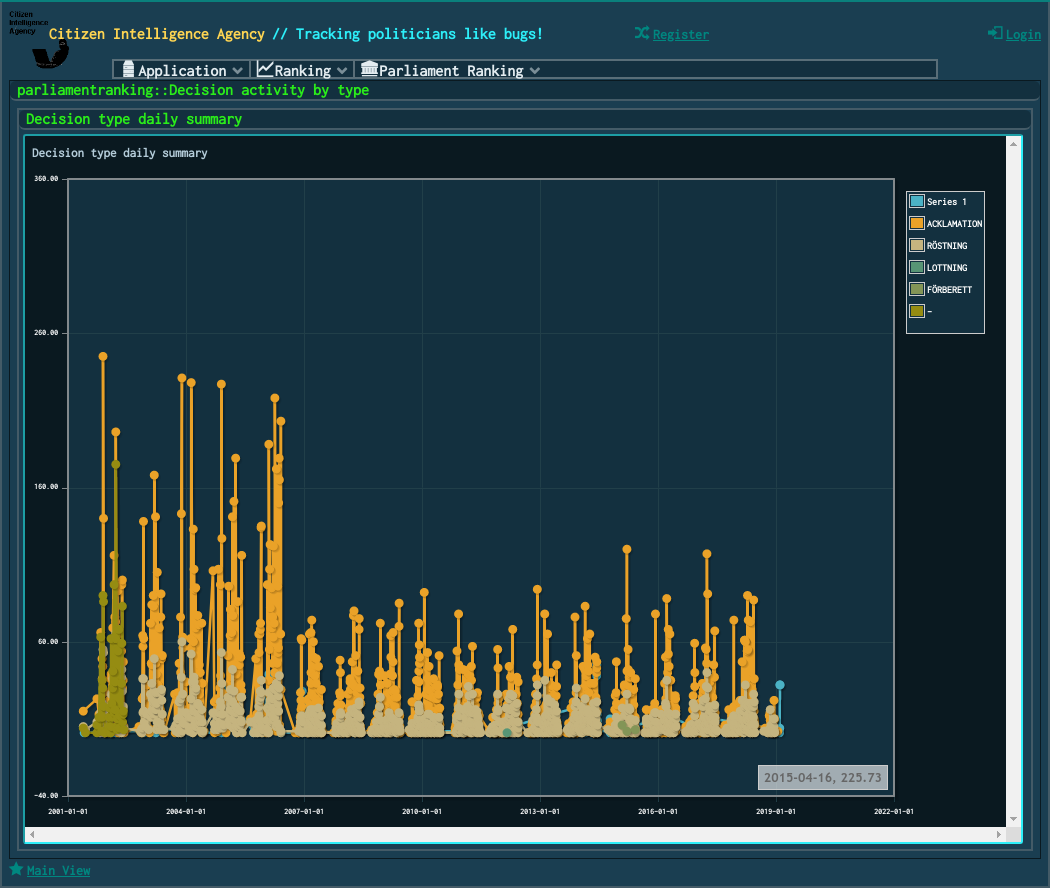 Citizen
Intelligence
Agency
Citizen Intelligence Agency // Tracking politicians like bugs!
Register
Login
Application
Ranking
Parliament Ranking
parliamentranking::Decision activity by type
Decision type daily summary
Decision type daily summary
360.00
260.00
160.00
60.00
-40.00
2001-01-01
2004-01-01
2007-01-01
2010-01-01
2013-01-01
2016-01-01
2019-01-01
2022-01-01
Series 1
ACKLAMATION
RÖSTNING
LOTTNING
FÖRBERETT
-
2015-04-16, 225.73
Main View